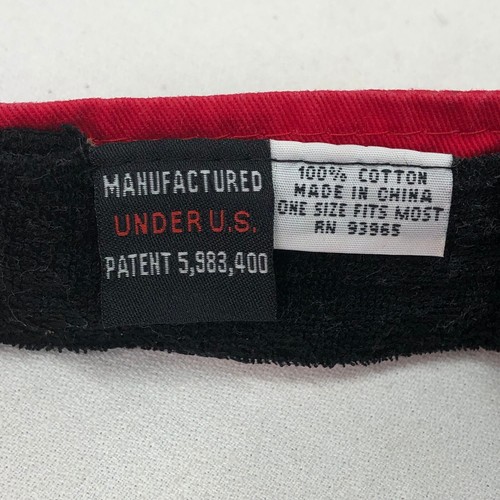 MANUFACTURED
UNDER U.S.
PATENT 5,983,400
100% COTTON
MADE IN CHINA
ONE SIZE FITS MOST
RN 93965